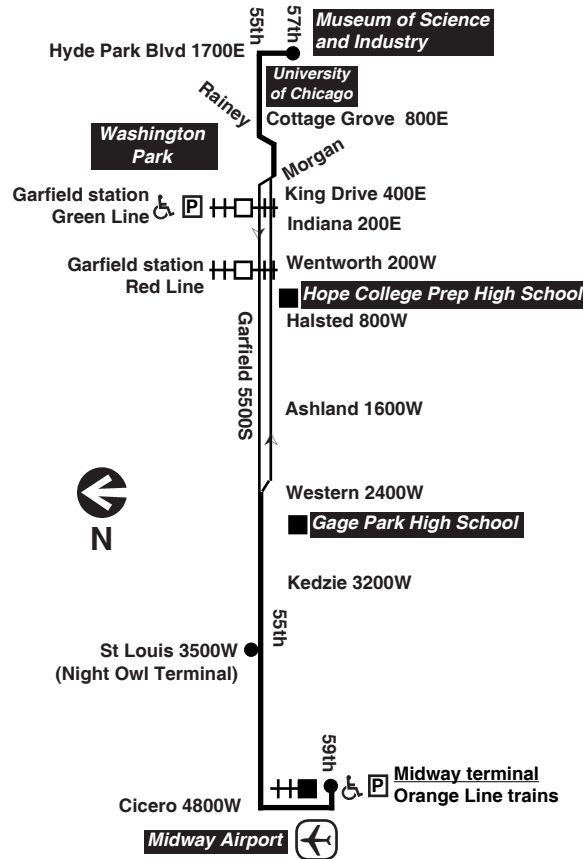 55th
57th
Museum of Science
and Industry
Hyde Park Blvd 1700E
University
of Chicago
Rainey
Cottage Grove 800E
Washington
Park
Morgan
Garfield station
Green Line
P
King Drive 400E
Indiana 200E
Garfield station
Red Line
Wentworth 200W
Hope College Prep High School
Halsted 800W
Garfield 5500S
Ashland 1600W
N
Western 2400W
Gage Park High School
Kedzie 3200W
55th
St Louis 3500W
(Night Owl Terminal)
59th
P
Midway terminal
Orange Line trains
Cicero 4800W
Midway Airport